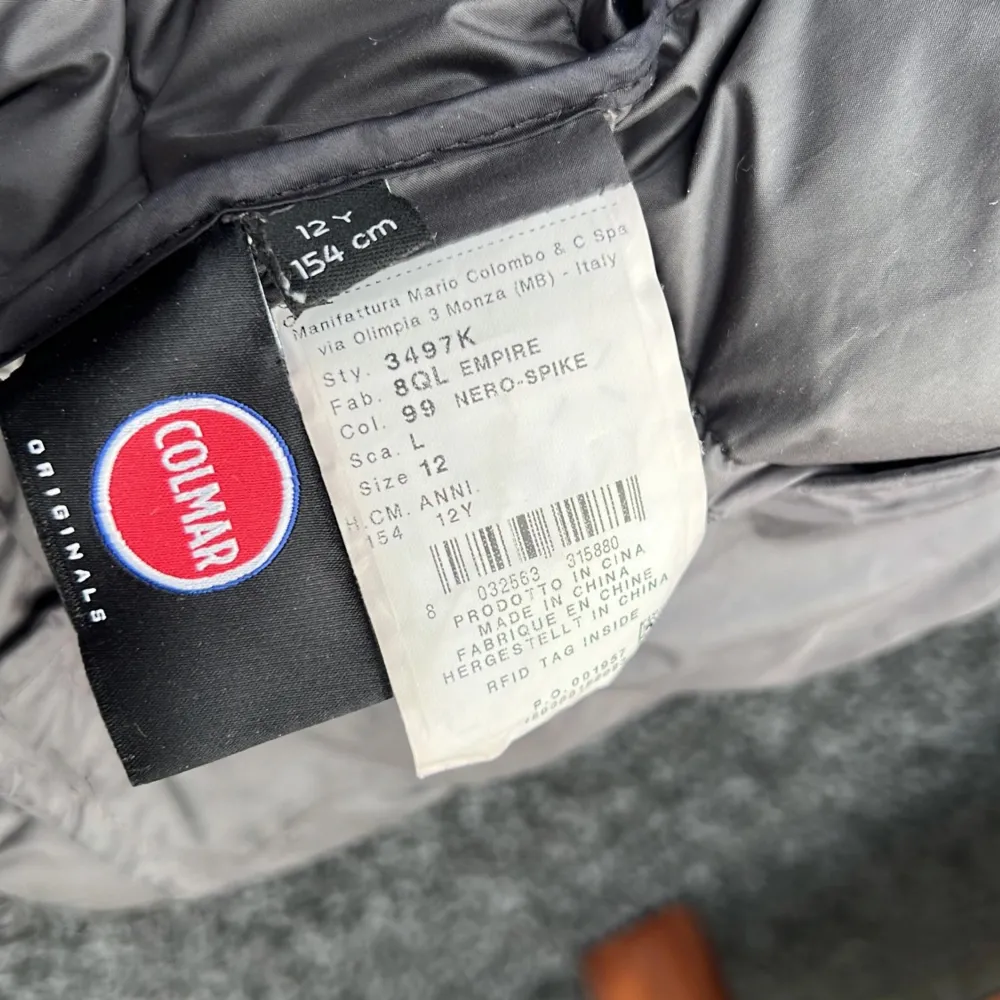 12 Y
154 cm
Manifattura Mario Colombo & C Spa
via Olimpia 3 Monza (MB) - Italy
Sty. 3497K
Fab. 8QL EMPIRE
Col. 99 NERO-SPIKE
Sca. L
Size 12
H.CM. ANNI.
154 12Y
8 032563 315880
PRODOTTO IN CINA
MADE IN CHINA
FABRIQUE EN CHINE
HERGESTELLT IN CHINA
RFID TAG INSIDE
P.O. 001957
COLMAR
ORIGINALS